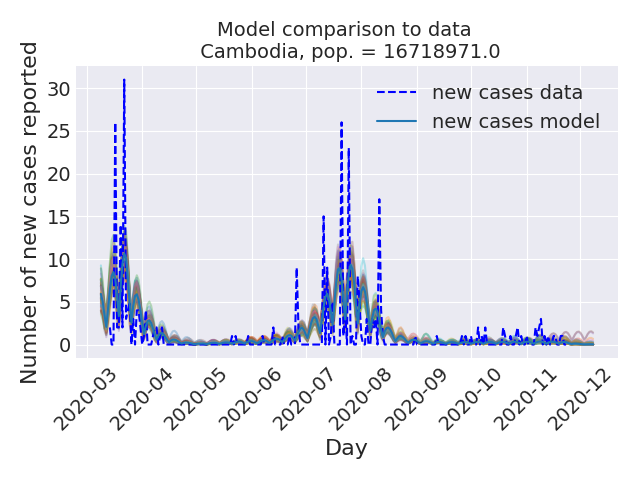 Model comparison to data
Cambodia, pop. = 16718971.0
Number of new cases reported
30
25
20
15
10
5
0
new cases data
new cases model
2020-03
2020-04
2020-05
2020-06
2020-07
2020-08
2020-09
2020-10
2020-11
2020-12
Day